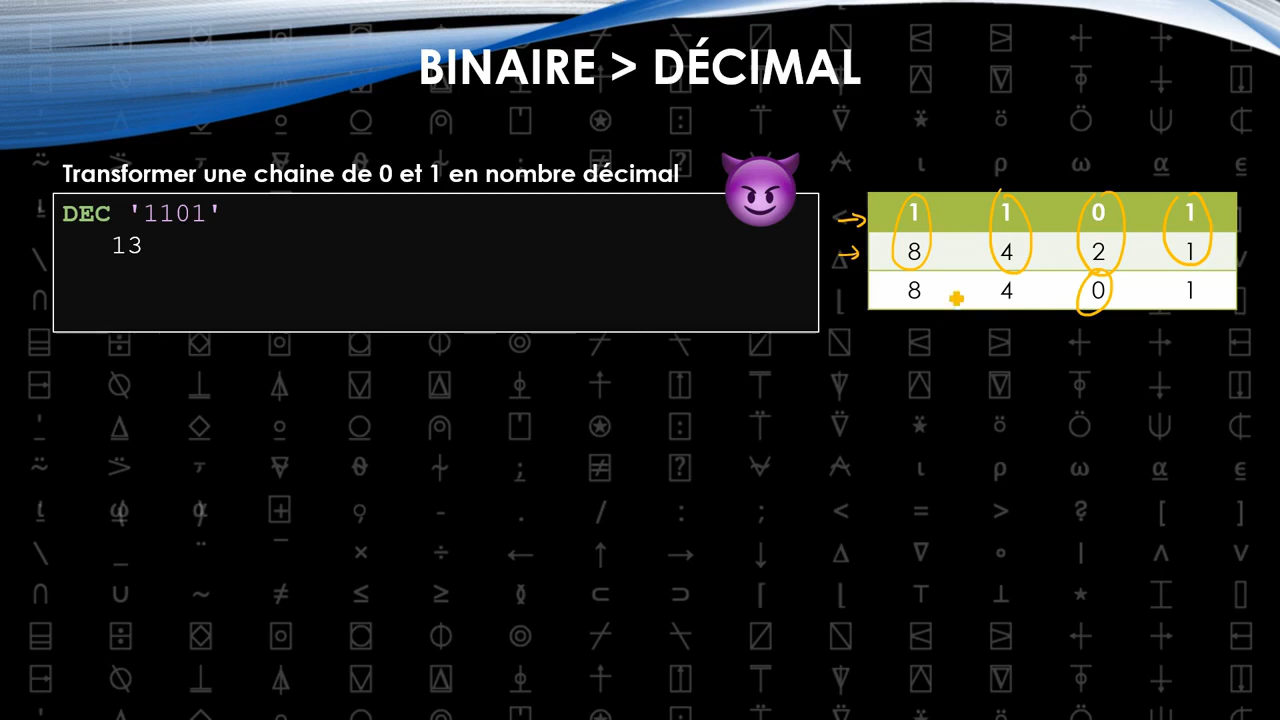 BINAIRE > DÉCIMAL
Transformer une chaine de 0 et 1 en nombre décimal
DEC '1101'
13
1 1 0 1
8 4 2 1
8 4 0 1